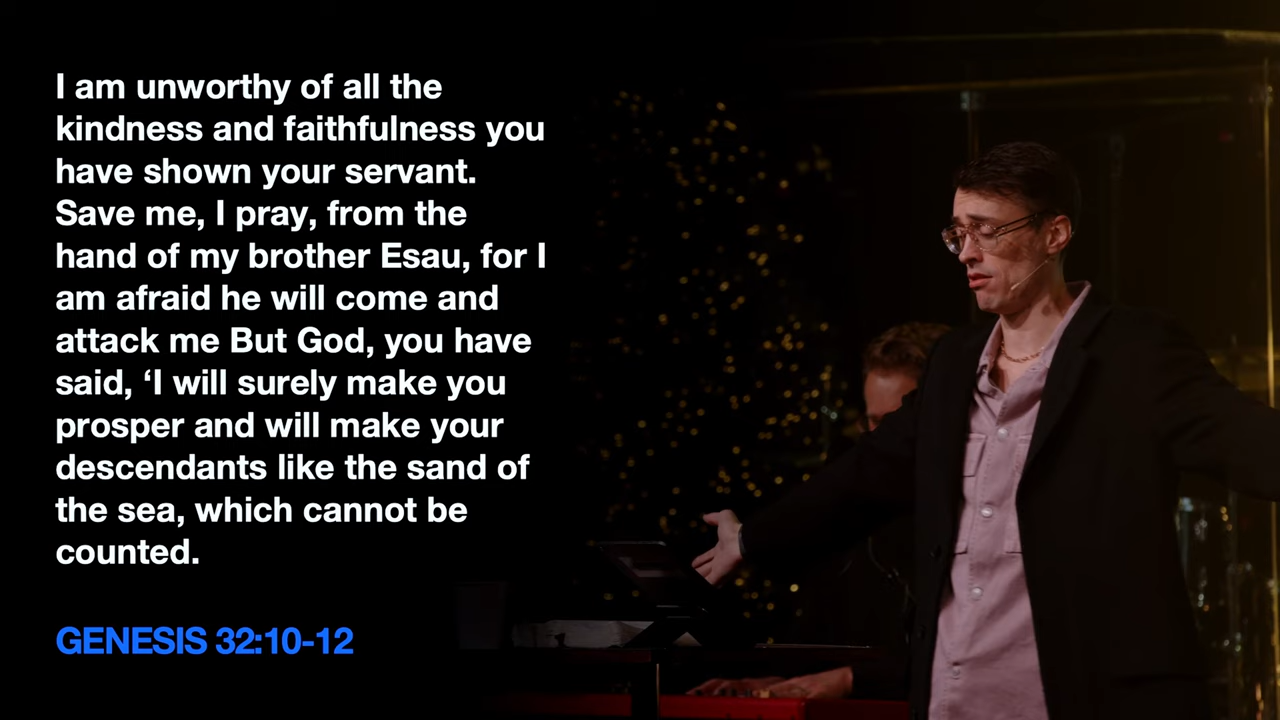 I am unworthy of all the
kindness and faithfulness you
have shown your servant.
Save me, I pray, from the
hand of my brother Esau, for I
am afraid he will come and
attack me But God, you have
said, ‘I will surely make you
prosper and will make your
descendants like the sand of
the sea, which cannot be
counted.
GENESIS 32:10-12